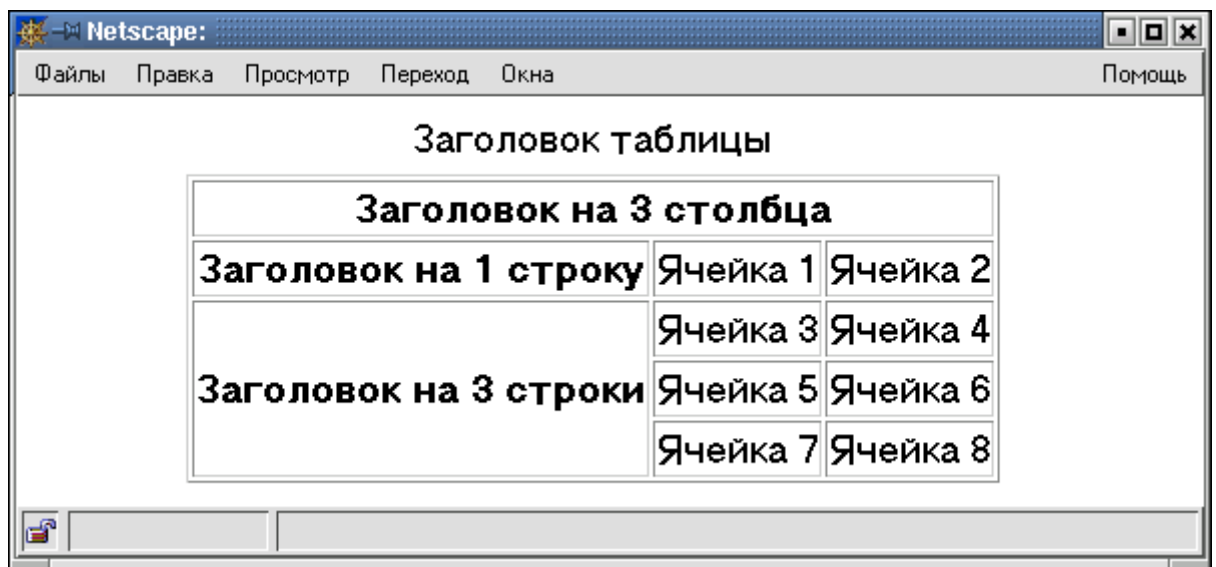 Netscape:
Файлы Правка Просмотр Переход Окна Помощь
Заголовок таблицы
Заголовок на 3 столбца
Заголовок на 1 строку Ячейка 1 Ячейка 2
Ячейка 3 Ячейка 4
Заголовок на 3 строки Ячейка 5 Ячейка 6
Ячейка 7 Ячейка 8